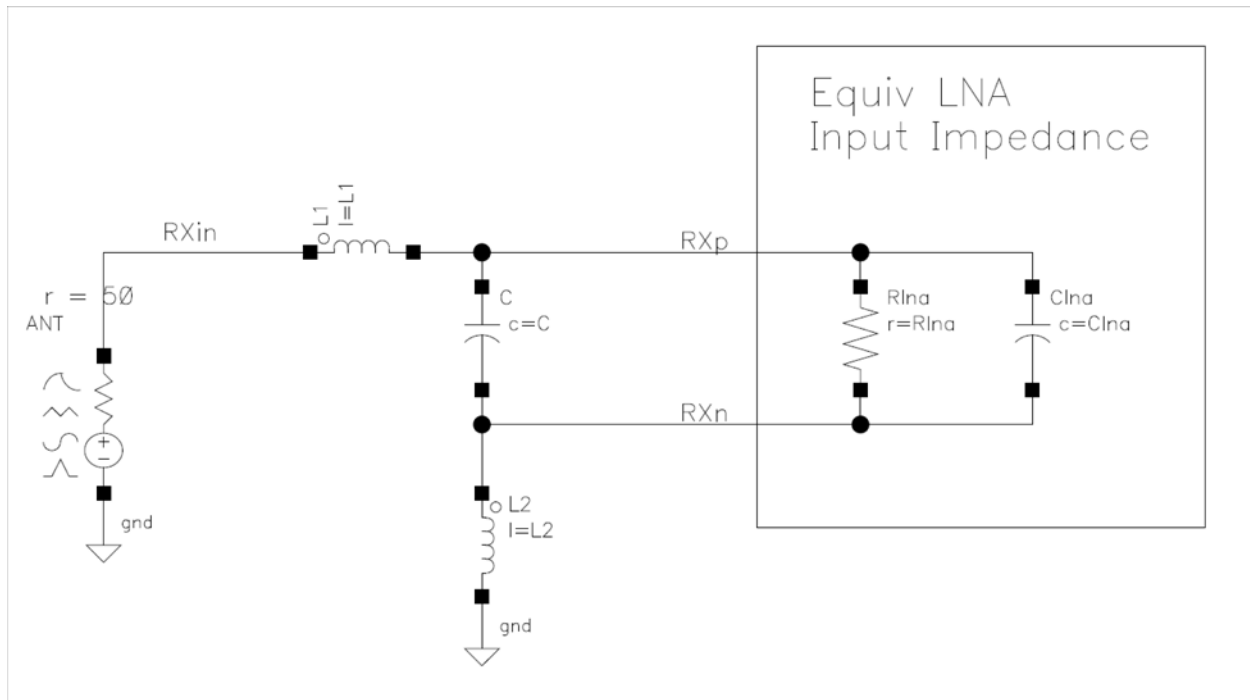 Equiv LNA
Input Impedance
L1
l=L1
RXin
RXp
r = 50
ANT
C
c=C
Rlna
r=Rlna
Clna
c=Clna
RXn
L2
l=L2
gnd
gnd